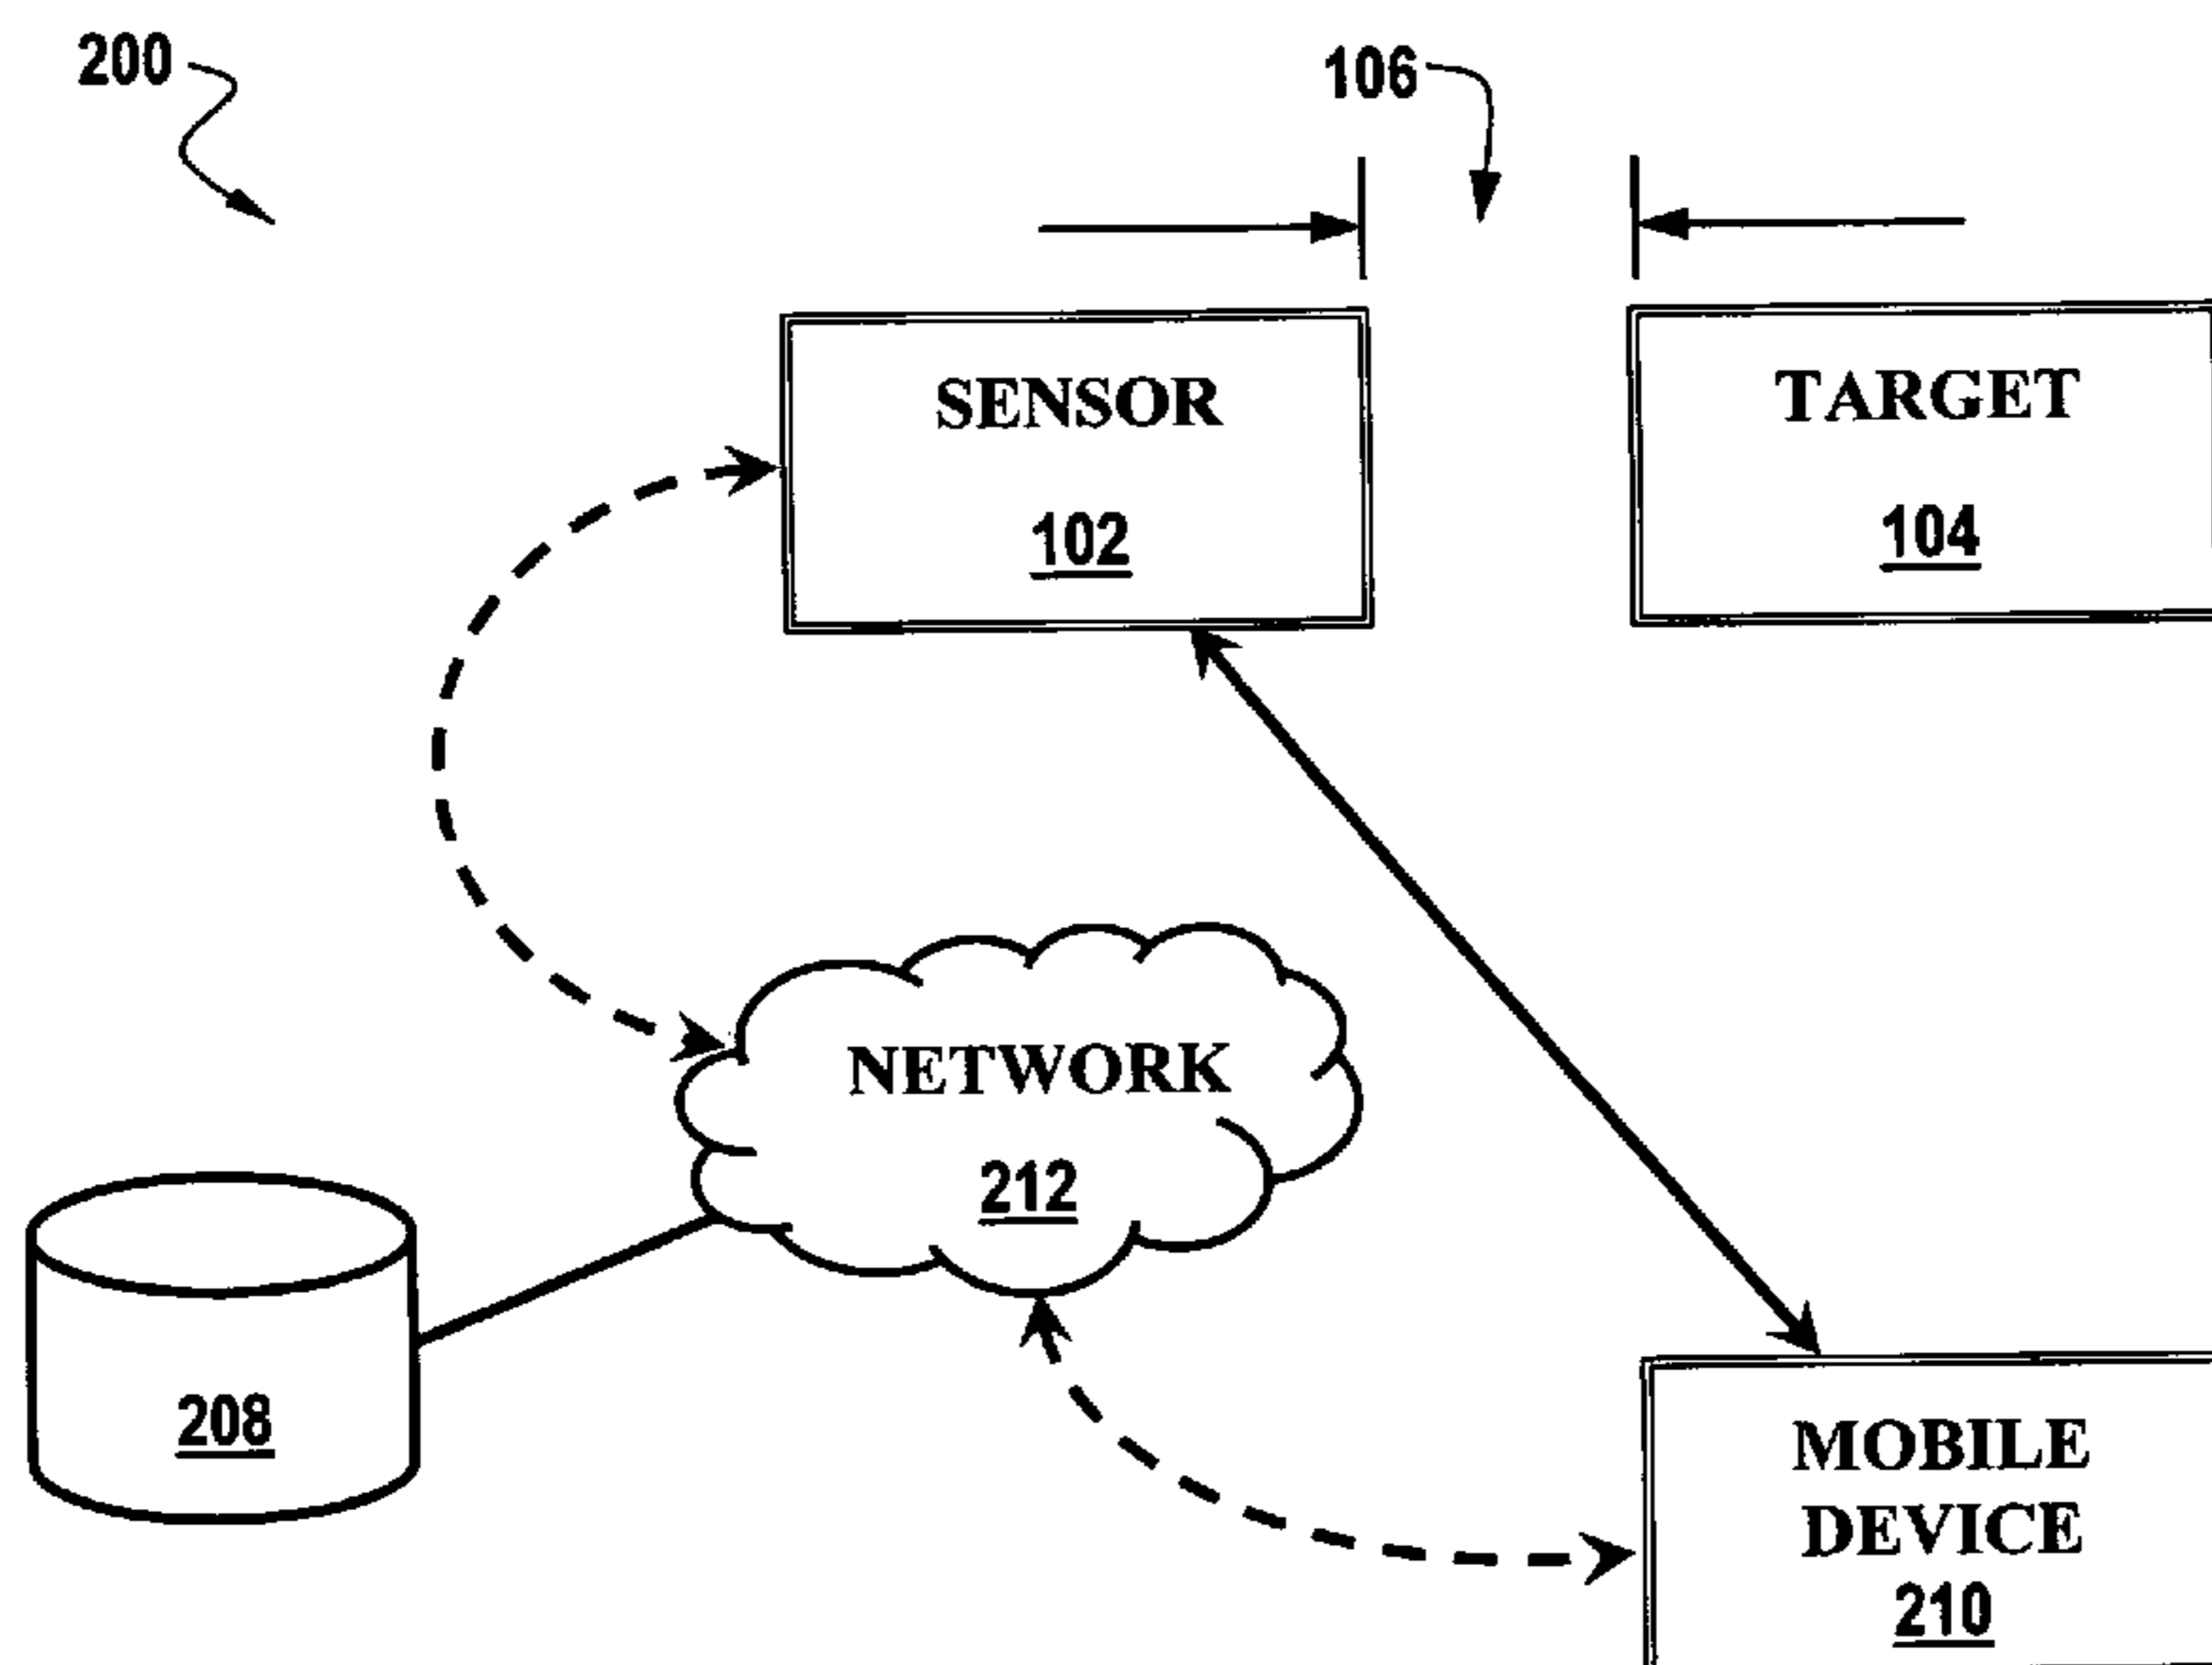 200
106
SENSOR
102
TARGET
104
NETWORK
212
208
MOBILE
DEVICE
210